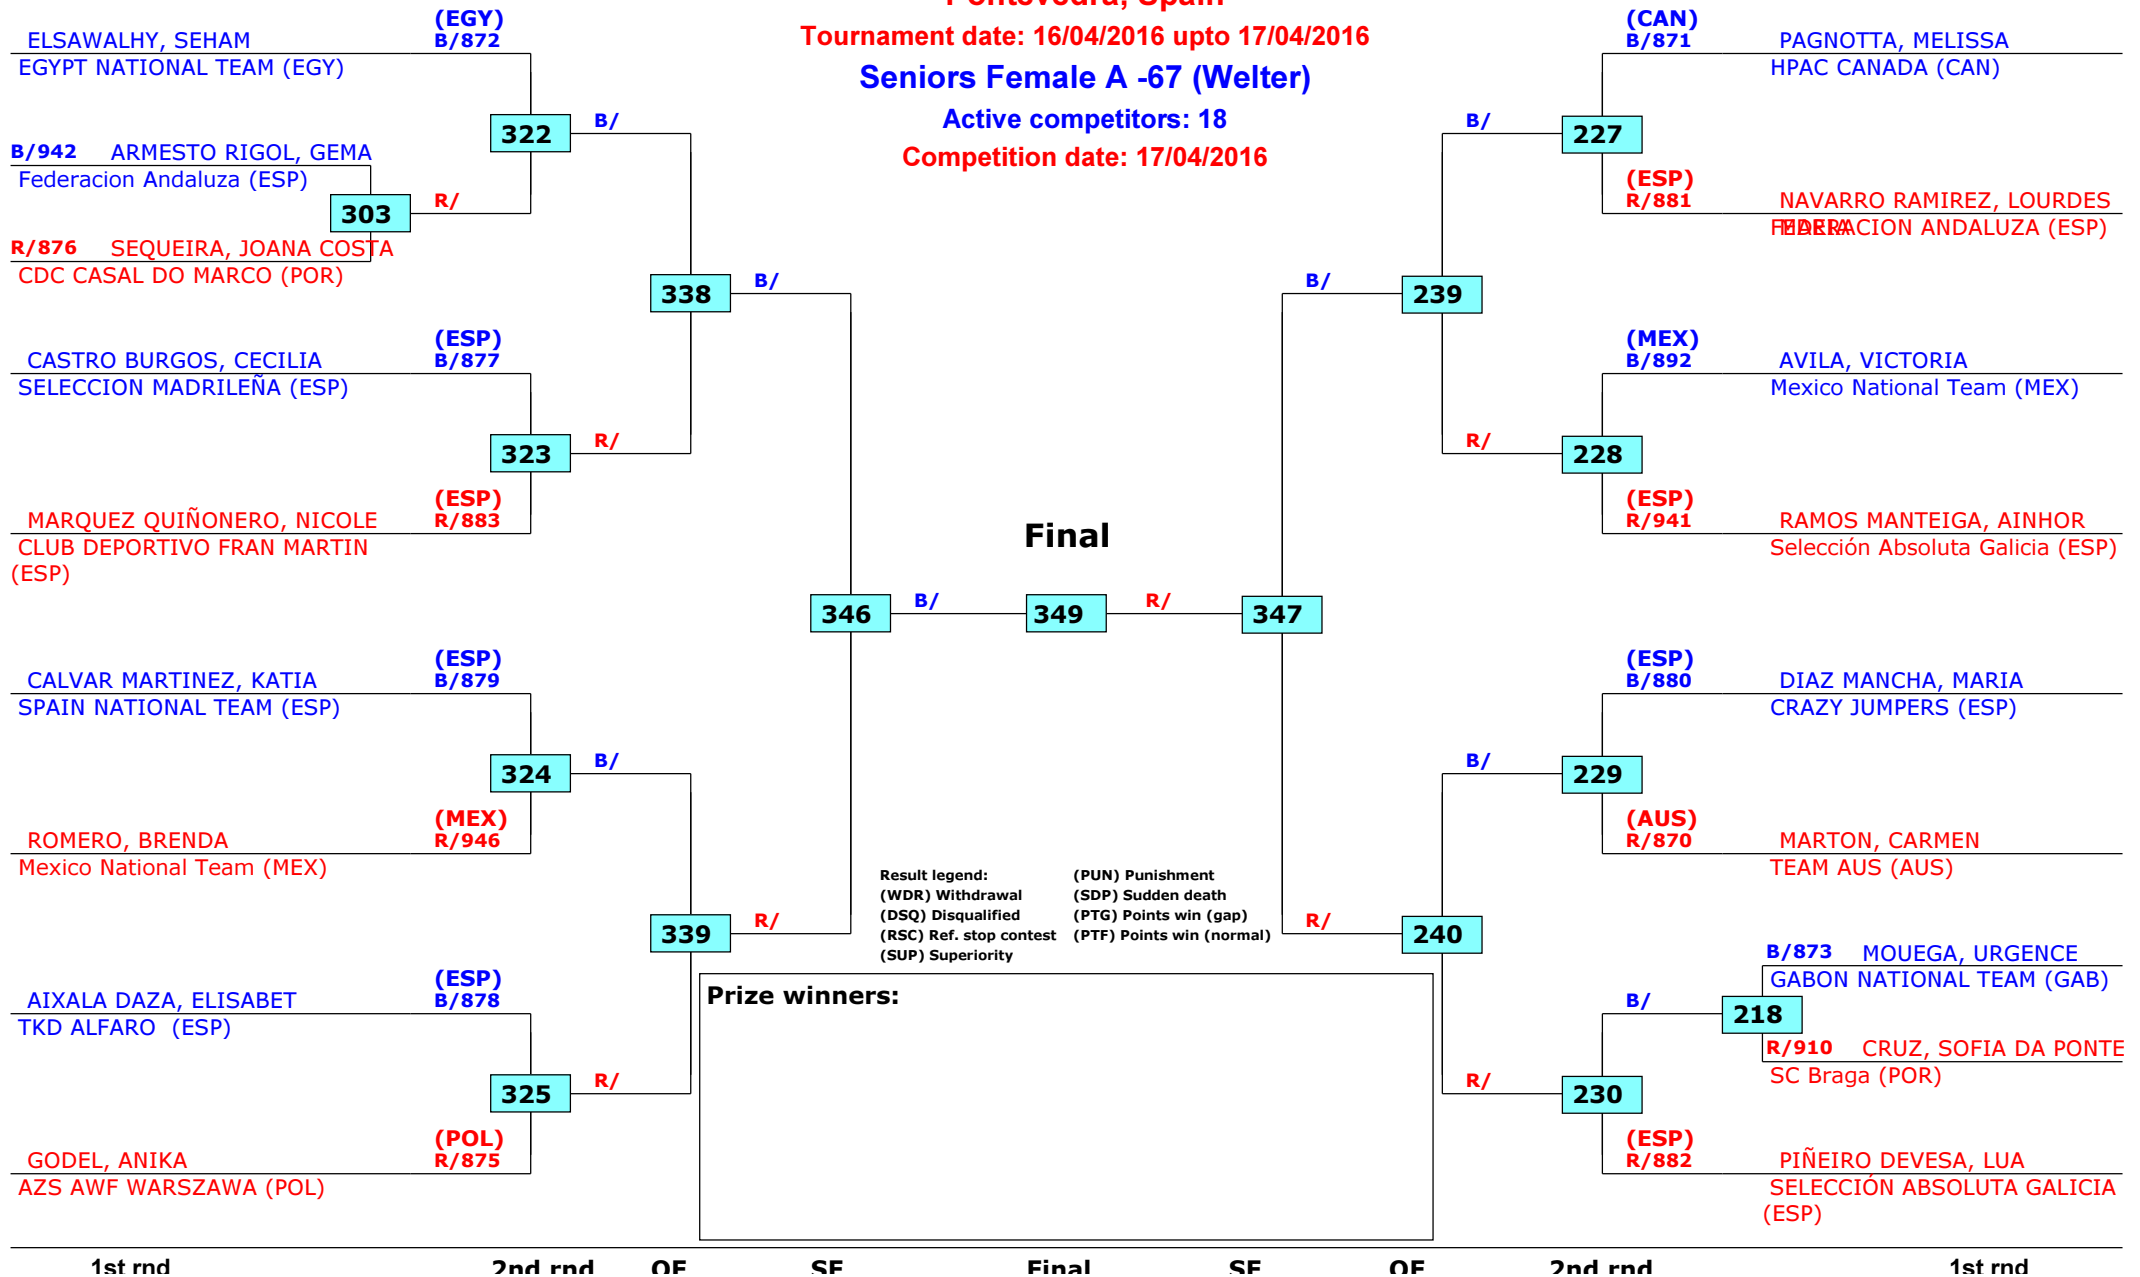 Pontevedra, Spain
Tournament date: 16/04/2016 upto 17/04/2016
Seniors Female A -67 (Welter)
Active competitors: 18
Competition date: 17/04/2016
(EGY)
ELSAWALHY, SEHAM B/872
EGYPT NATIONAL TEAM (EGY)
322 B/
B/942 ARMESTO RIGOL, GEMA
Federacion Andaluza (ESP)
303 R/
R/876 SEQUEIRA, JOANA COSTA
CDC CASAL DO MARCO (POR)
338 B/
(ESP)
CASTRO BURGOS, CECILIA B/877
SELECCION MADRILEÑA (ESP)
323 R/
(ESP)
MARQUEZ QUIÑONERO, NICOLE R/883
CLUB DEPORTIVO FRAN MARTIN
(ESP)
346 B/
(ESP)
CALVAR MARTINEZ, KATIA B/879
SPAIN NATIONAL TEAM (ESP)
324 B/
(MEX)
ROMERO, BRENDA R/946
Mexico National Team (MEX)
339 R/
(ESP)
AIXALA DAZA, ELISABET B/878
TKD ALFARO (ESP)
325 R/
(POL)
GODEL, ANIKA R/875
AZS AWF WARSZAWA (POL)
Final
349
(CAN)
B/871 PAGNOTTA, MELISSA
HPAC CANADA (CAN)
B/ 227
(ESP)
R/881 NAVARRO RAMIREZ, LOURDES
FEDERACION ANDALUZA (ESP)
B/ 239
(MEX)
B/892 AVILA, VICTORIA
Mexico National Team (MEX)
R/ 228
(ESP)
R/941 RAMOS MANTEIGA, AINHOR
Selección Absoluta Galicia (ESP)
R/ 347
(ESP)
B/880 DIAZ MANCHA, MARIA
CRAZY JUMPERS (ESP)
B/ 229
(AUS)
R/870 MARTON, CARMEN
TEAM AUS (AUS)
R/ 240
B/873 MOUEGA, URGENCE
GABON NATIONAL TEAM (GAB)
B/ 218
R/910 CRUZ, SOFIA DA PONTE
SC Braga (POR)
R/ 230
(ESP)
R/882 PIÑEIRO DEVESA, LUA
SELECCIÓN ABSOLUTA GALICIA
(ESP)
Result legend: (PUN) Punishment
(WDR) Withdrawal (SDP) Sudden death
(DSQ) Disqualified (PTG) Points win (gap)
(RSC) Ref. stop contest (PTF) Points win (normal)
(SUP) Superiority
Prize winners:
1st rnd 2nd rnd QF SF Final SF QF 2nd rnd 1st rnd